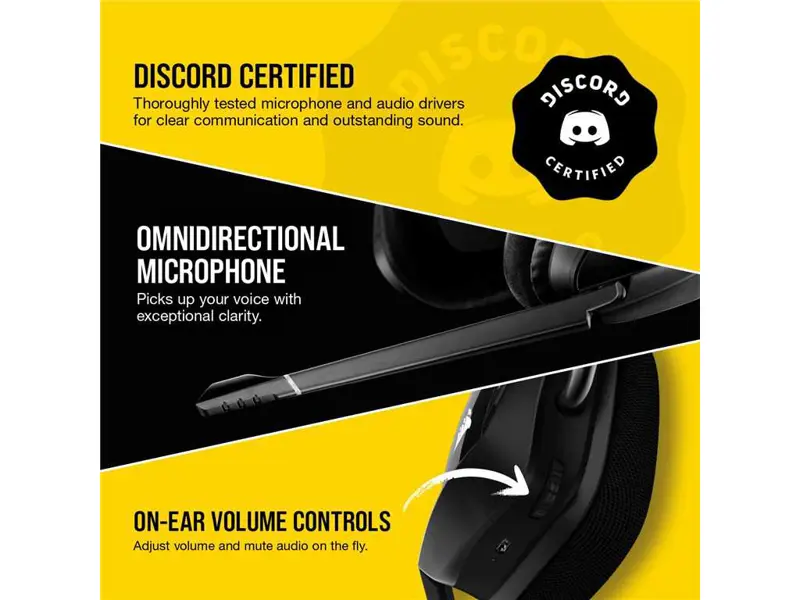 DISCORD CERTIFIED
Thoroughly tested microphone and audio drivers
for clear communication and outstanding sound.
DISCORD
CERTIFIED
OMNIDIRECTIONAL
MICROPHONE
Picks up your voice with
exceptional clarity.
ON-EAR VOLUME CONTROLS
Adjust volume and mute audio on the fly.